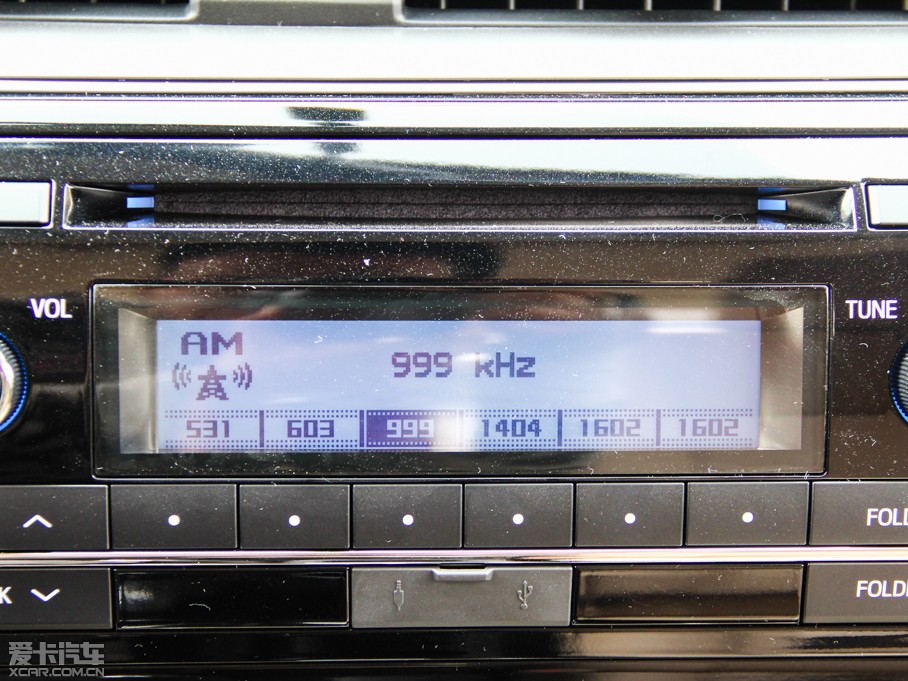 VOL
TUNE
AM
999 kHz
531 603 999 1404 1602 1602
FOLD
K
FOLD
爱卡汽车
XCAR.COM.CN